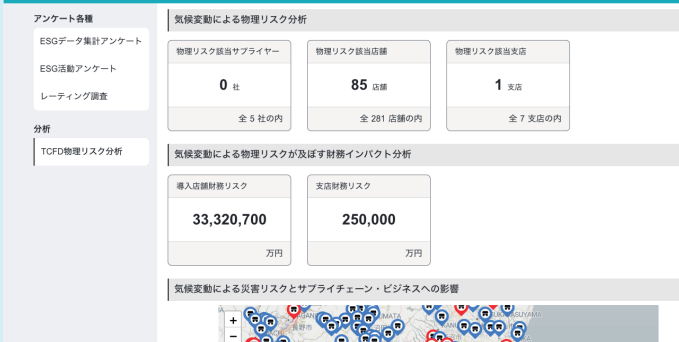 アンケート各種
ESGデータ集計アンケート
ESG活動アンケート
レーティング調査
分析
TCFD物理リスク分析
気候変動による物理リスク分析
物理リスク該当サプライヤー
0 社
全 5 社の内
物理リスク該当店舗
85 店舗
全 281 店舗の内
物理リスク該当支店
1 支店
全 7 支店の内
気候変動による物理リスクが及ぼす財務インパクト分析
導入店舗財務リスク
33,320,700
万円
支店財務リスク
250,000
万円
気候変動による災害リスクとサプライチェーン・ビジネスへの影響
+
−
長野市